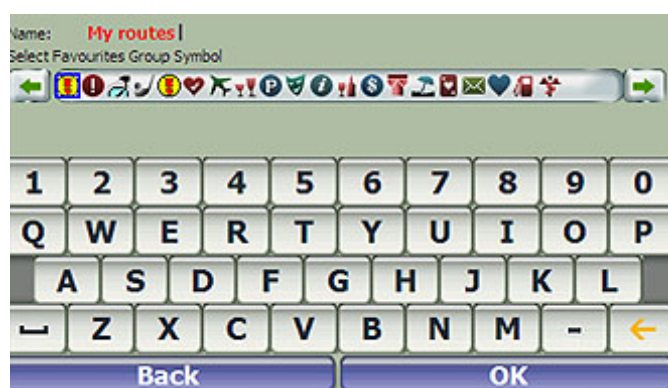 Name: My routes
Select Favourites Group Symbol
1 2 3 4 5 6 7 8 9 0
Q W E R T Y U I O P
A S D F G H J K L
Z X C V B N M -
Back OK